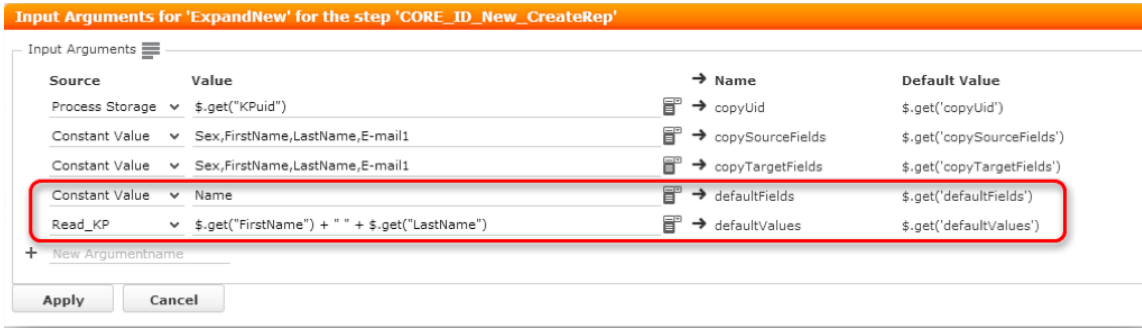 Input Arguments for 'ExpandNew' for the step 'CORE_ID_New_CreateRep'
Input Arguments
Source Value → Name Default Value
Process Storage $.get("KPuid") → copyUid $.get('copyUid')
Constant Value Sex,FirstName,LastName,E-mail1 → copySourceFields $.get('copySourceFields')
Constant Value Sex,FirstName,LastName,E-mail1 → copyTargetFields $.get('copyTargetFields')
Constant Value Name → defaultFields $.get('defaultFields')
Read_KP $.get("FirstName") + " " + $.get("LastName") → defaultValues $.get('defaultValues')
+ New Argumentname
Apply Cancel